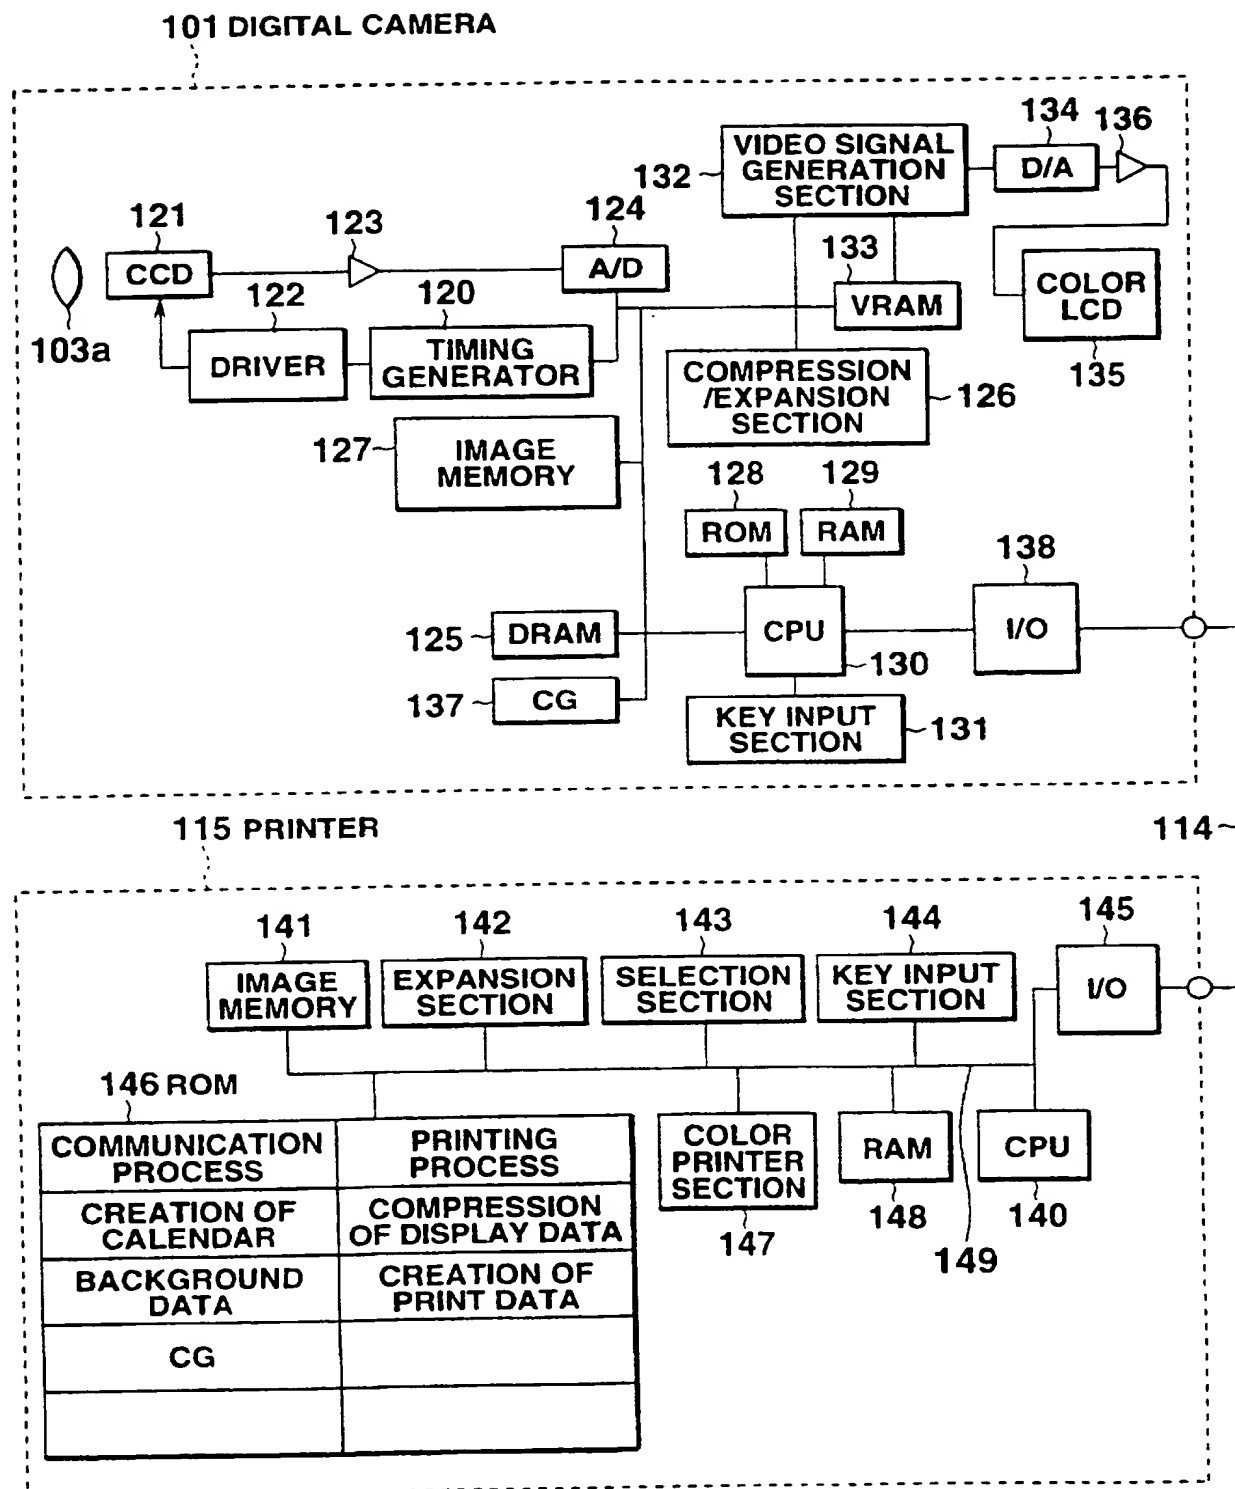 101 DIGITAL CAMERA
134
136
VIDEO SIGNAL
GENERATION
SECTION
132
D/A
121
123
124
133
CCD
A/D
VRAM
COLOR
LCD
103a
122
120
135
DRIVER
TIMING
GENERATOR
COMPRESSION
/EXPANSION
SECTION
126
127
IMAGE
MEMORY
128
129
ROM
RAM
138
125
DRAM
CPU
I/O
130
137
CG
KEY INPUT
SECTION
131
115 PRINTER
114
141
142
143
144
145
IMAGE
MEMORY
EXPANSION
SECTION
SELECTION
SECTION
KEY INPUT
SECTION
I/O
146 ROM
COMMUNICATION
PROCESS
PRINTING
PROCESS
CREATION OF
CALENDAR
COMPRESSION
OF DISPLAY DATA
BACKGROUND
DATA
CREATION OF
PRINT DATA
CG
COLOR
PRINTER
SECTION
RAM
CPU
147
148
149
140